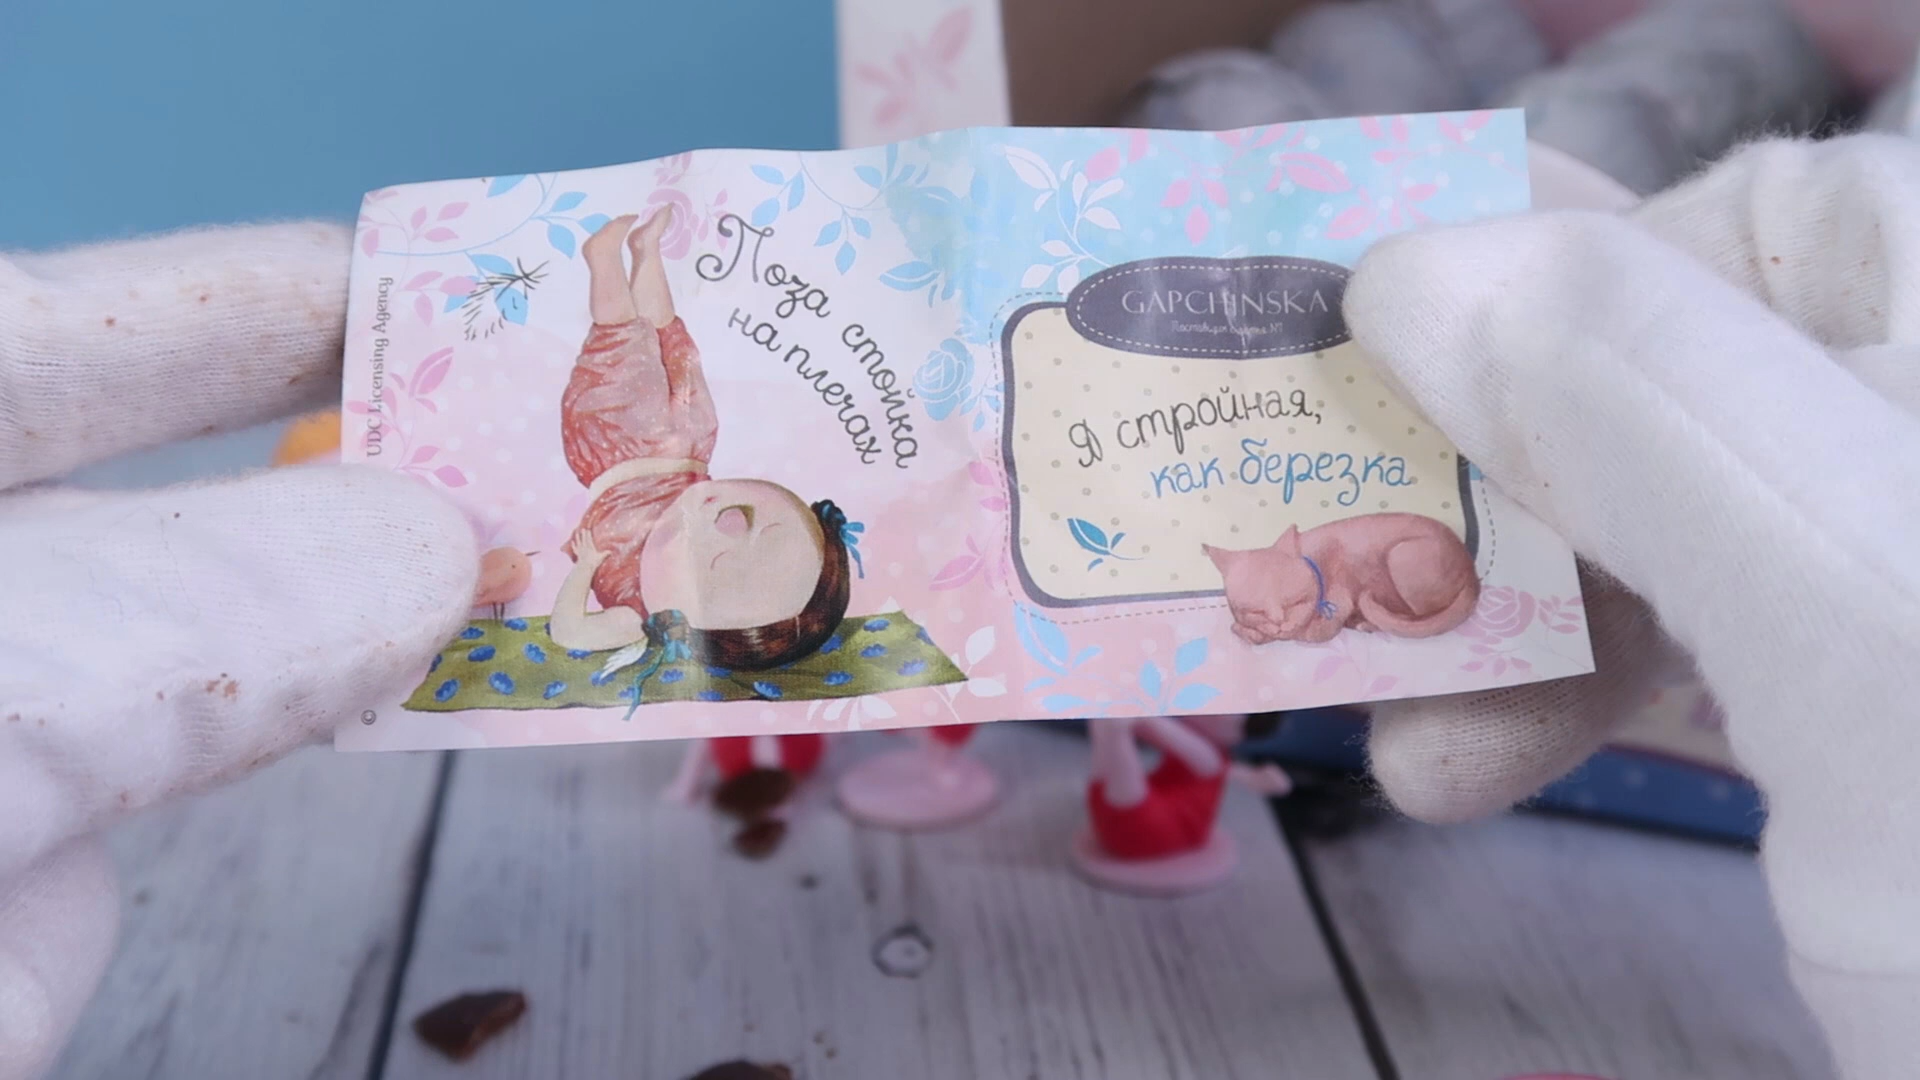 UDC Licensing Agency
©
Поза стойка
на плечах
GAPCHINSKA
Я стройная,
как березка